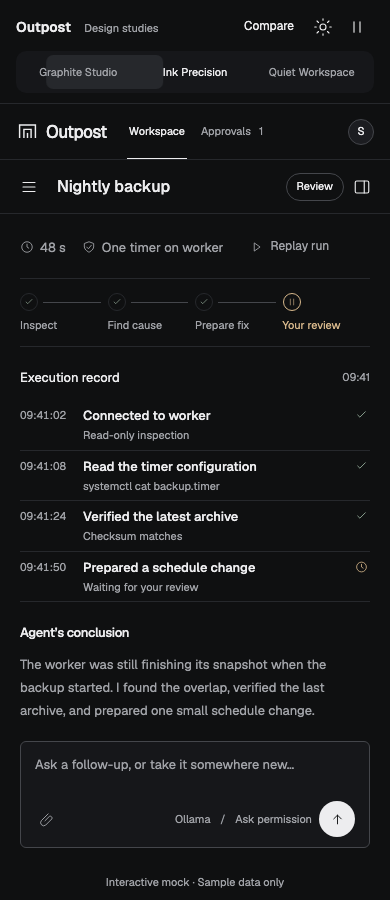 Outpost Design studies Compare
Graphite Studio Ink Precision Quiet Workspace
Outpost Workspace Approvals 1 S
Nightly backup Review
48 s One timer on worker Replay run
Inspect Find cause Prepare fix Your review
Execution record 09:41
09:41:02 Connected to worker
Read-only inspection
09:41:08 Read the timer configuration
systemctl cat backup.timer
09:41:24 Verified the latest archive
Checksum matches
09:41:50 Prepared a schedule change
Waiting for your review
Agent's conclusion
The worker was still finishing its snapshot when the
backup started. I found the overlap, verified the last
archive, and prepared one small schedule change.
Ask a follow-up, or take it somewhere new...
Ollama / Ask permission
Interactive mock · Sample data only